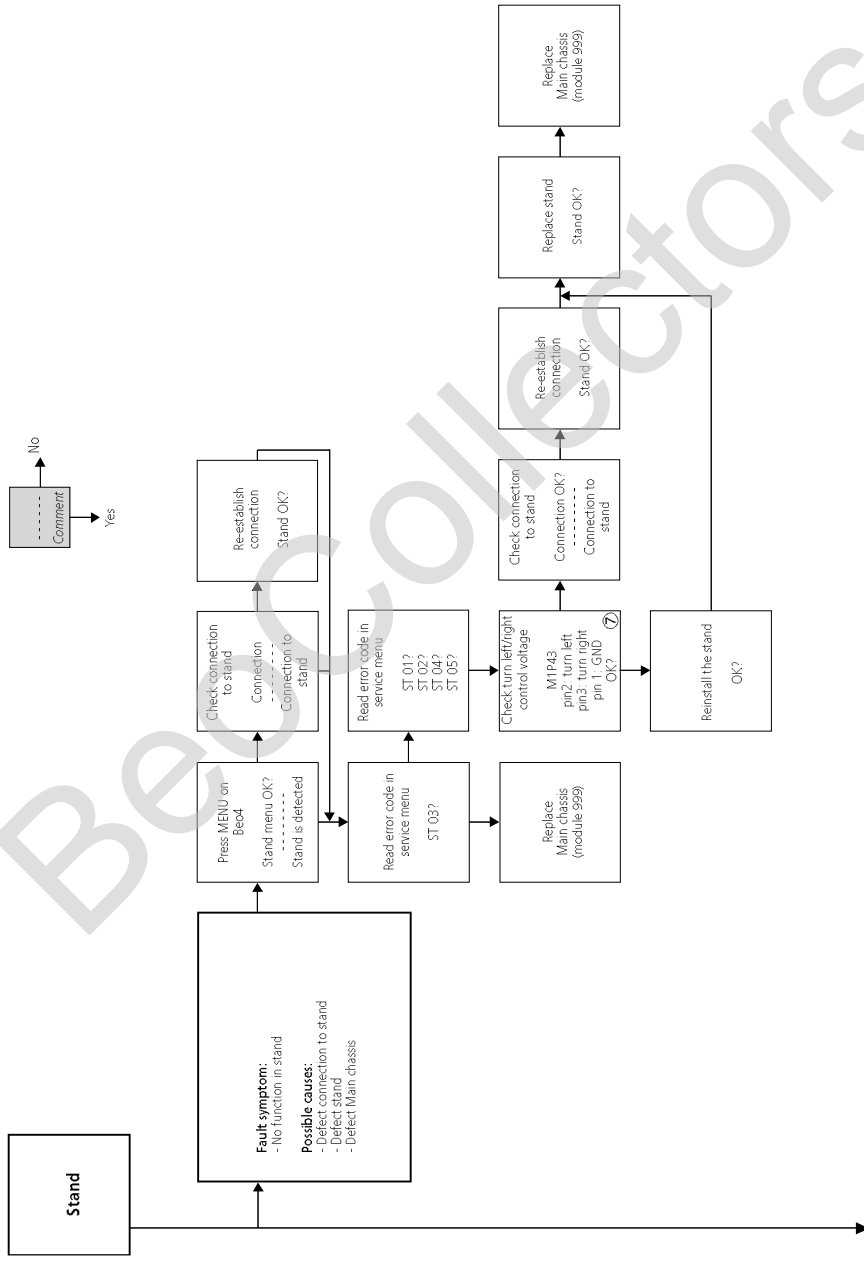 Stand
- - - - - -
Comment
No
Yes
Fault symptom:
- No function in stand
Possible causes:
- Defect connection to stand
- Defect stand
- Defect Main chassis
Press MENU on
Beo4
Stand menu OK?
- - - - - - - - -
Stand is detected
Check connection
to stand
Connection
- - - - - - - - -
Connection to
stand
Re-establish
connection
Stand OK?
Read error code in
service menu
ST 03?
Read error code in
service menu
ST 01?
ST 02?
ST 04?
ST 05?
Replace
Main chassis
(module 999)
Check turn left/right
control voltage
M1P43
pin2: turn left
pin3: turn right
pin 1: GND
OK?
7
Check connection
to stand
Connection OK?
- - - - - - - - -
Connection to
stand
Re-establish
connection
Stand OK?
Replace stand
Stand OK?
Replace
Main chassis
(module 999)
Reinstall the stand
OK?
BeoCollectors